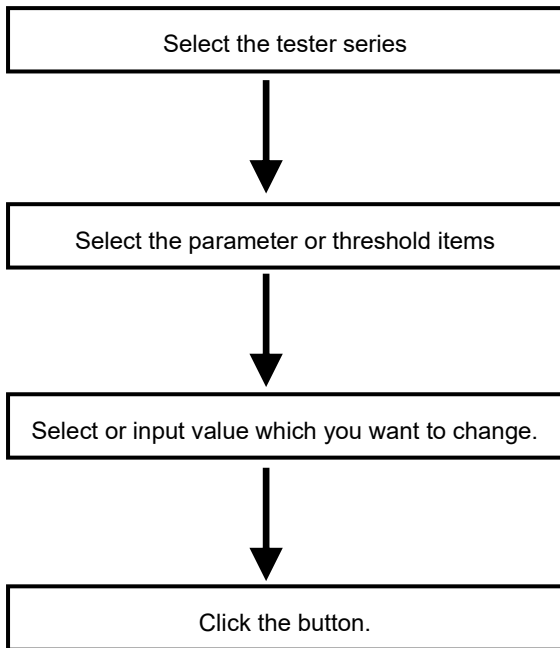 Select the tester series
Select the parameter or threshold items
Select or input value which you want to change.
Click the button.